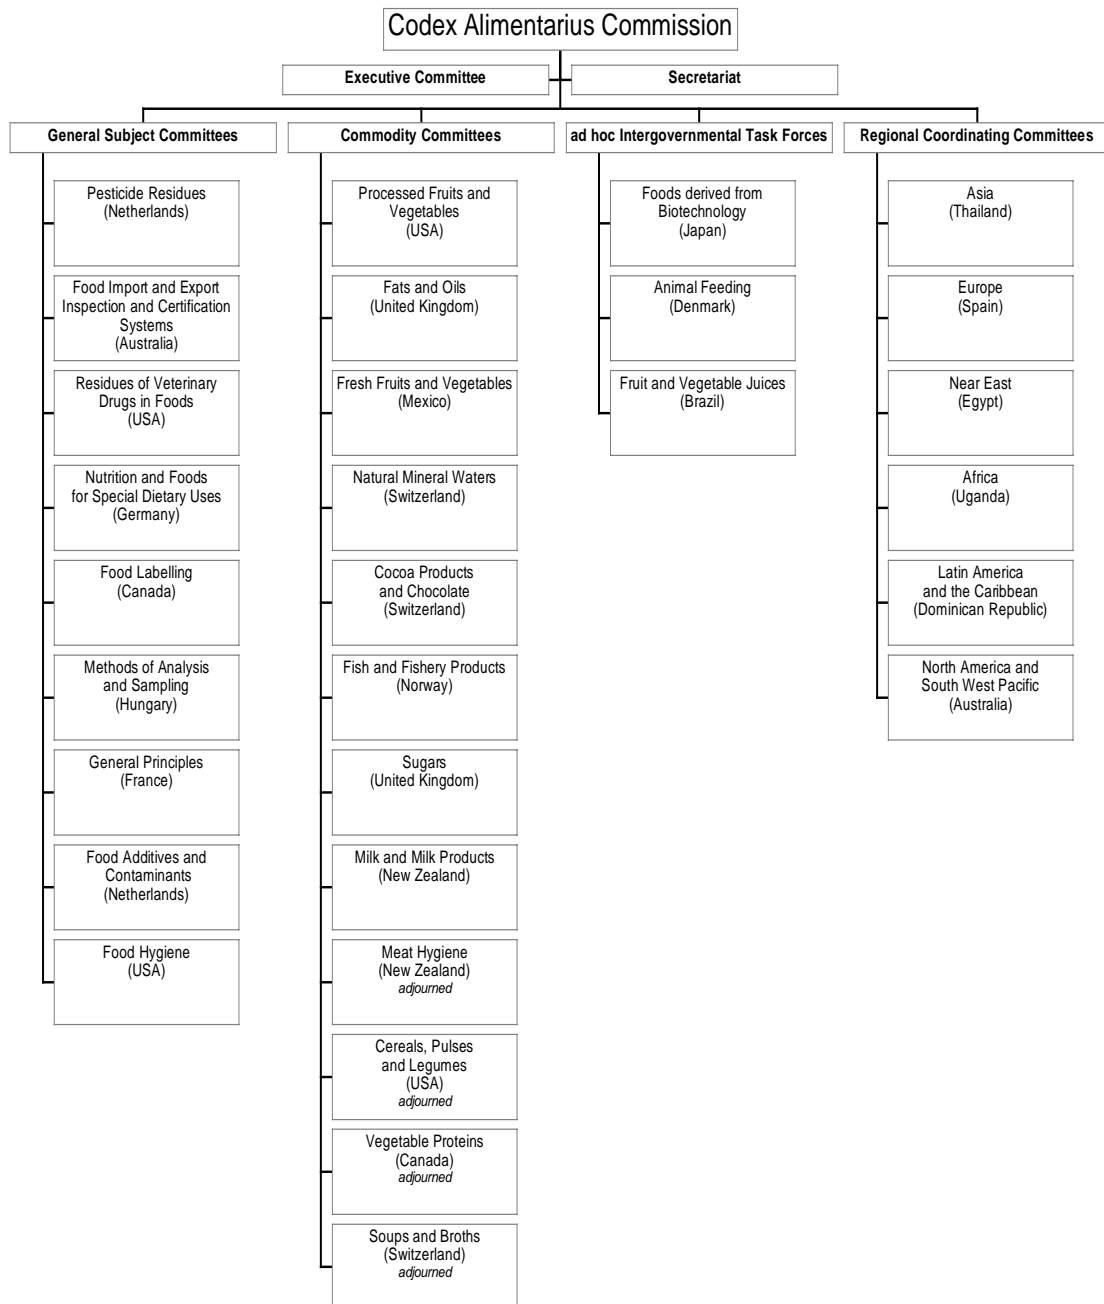 Codex Alimentarius Commission
Executive Committee
Secretariat
General Subject Committees
Commodity Committees
ad hoc Intergovernmental Task Forces
Regional Coordinating Committees
Pesticide Residues
(Netherlands)
Food Import and Export
Inspection and Certification
Systems
(Australia)
Residues of Veterinary
Drugs in Foods
(USA)
Nutrition and Foods
for Special Dietary Uses
(Germany)
Food Labelling
(Canada)
Methods of Analysis
and Sampling
(Hungary)
General Principles
(France)
Food Additives and
Contaminants
(Netherlands)
Food Hygiene
(USA)
Processed Fruits and
Vegetables
(USA)
Fats and Oils
(United Kingdom)
Fresh Fruits and Vegetables
(Mexico)
Natural Mineral Waters
(Switzerland)
Cocoa Products
and Chocolate
(Switzerland)
Fish and Fishery Products
(Norway)
Sugars
(United Kingdom)
Milk and Milk Products
(New Zealand)
Meat Hygiene
(New Zealand)
adjourned
Cereals, Pulses
and Legumes
(USA)
adjourned
Vegetable Proteins
(Canada)
adjourned
Soups and Broths
(Switzerland)
adjourned
Foods derived from
Biotechnology
(Japan)
Animal Feeding
(Denmark)
Fruit and Vegetable Juices
(Brazil)
Asia
(Thailand)
Europe
(Spain)
Near East
(Egypt)
Africa
(Uganda)
Latin America
and the Caribbean
(Dominican Republic)
North America and
South West Pacific
(Australia)